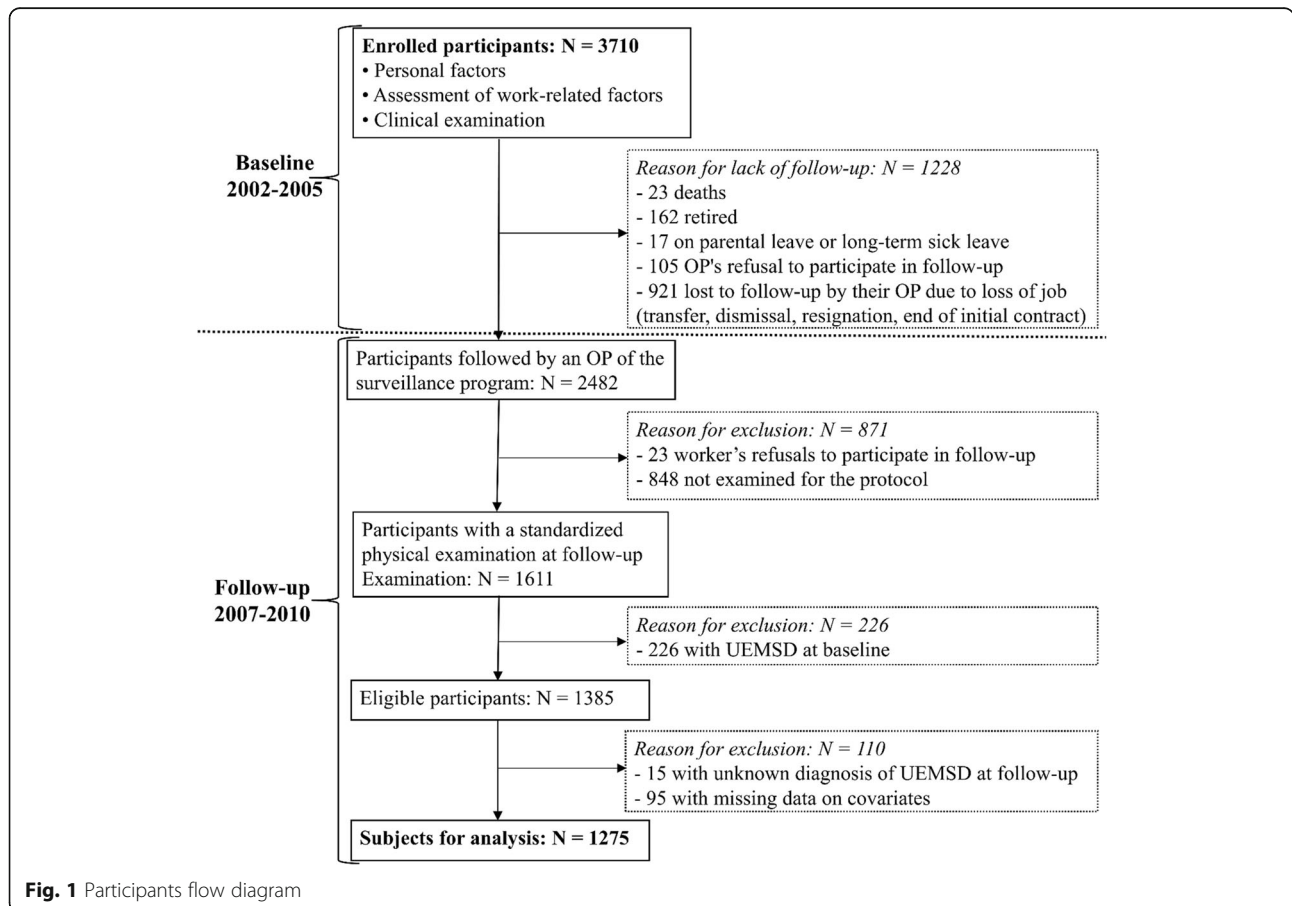 Enrolled participants: N = 3710
• Personal factors
• Assessment of work-related factors
• Clinical examination
Baseline
2002-2005
Reason for lack of follow-up: N = 1228
- 23 deaths
- 162 retired
- 17 on parental leave or long-term sick leave
- 105 OP's refusal to participate in follow-up
- 921 lost to follow-up by their OP due to loss of job
(transfer, dismissal, resignation, end of initial contract)
Participants followed by an OP of the
surveillance program: N = 2482
Reason for exclusion: N = 871
- 23 worker’s refusals to participate in follow-up
- 848 not examined for the protocol
Participants with a standardized
physical examination at follow-up
Examination: N = 1611
Follow-up
2007-2010
Reason for exclusion: N = 226
- 226 with UEMSD at baseline
Eligible participants: N = 1385
Reason for exclusion: N = 110
- 15 with unknown diagnosis of UEMSD at follow-up
- 95 with missing data on covariates
Subjects for analysis: N = 1275
Fig. 1 Participants flow diagram